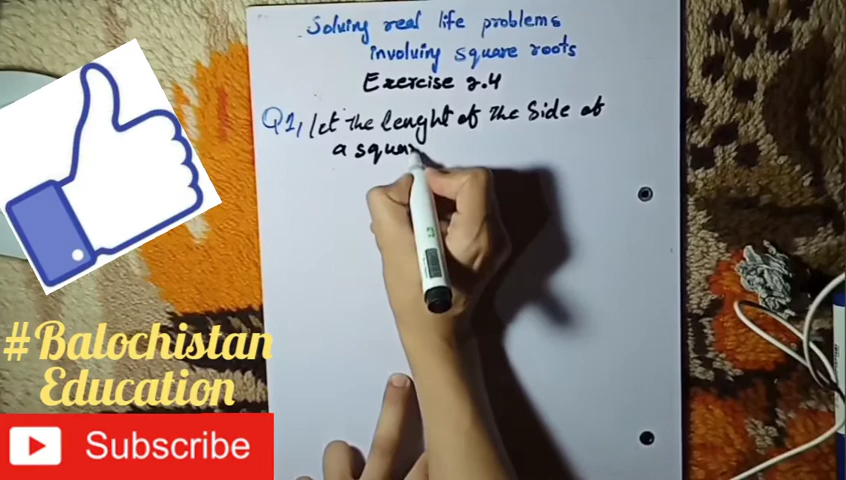 Solving real life problems
involving square roots
Exercise 2.4
Q1, let the lenght of the Side of
a squar
#Balochistan
Education
Subscribe